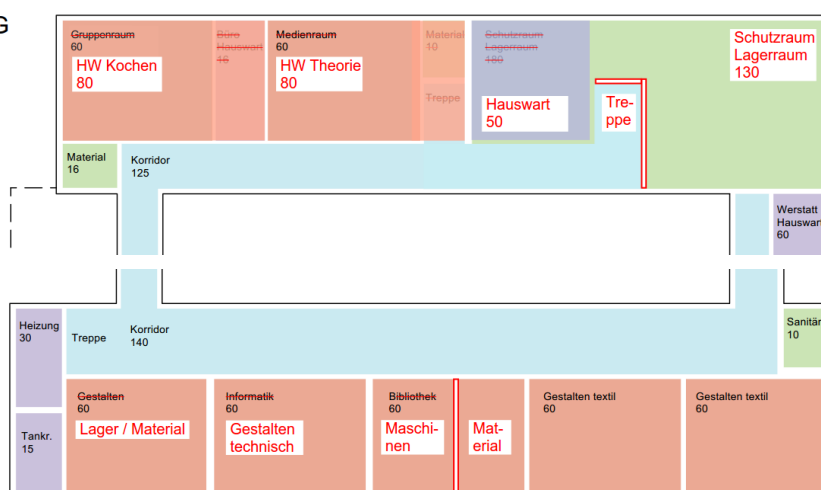 G
Gruppenraum
60
HW Kochen
80
Büro
Hauswart
16
Medienraum
60
HW Theorie
80
Material
10
Treppe
Schutzraum
Lagerraum
180
Hauswart
50
Tre-
ppe
Schutzraum
Lagerraum
130
Material
16
Korridor
125
Werstatt
Hauswart
60
Heizung
30
Treppe
Korridor
140
Sanitär
10
Tankr.
15
Gestalten
60
Lager / Material
Informatik
60
Gestalten
technisch
Bibliothek
60
Maschi-
nen
Mat-
erial
Gestalten textil
60
Gestalten textil
60